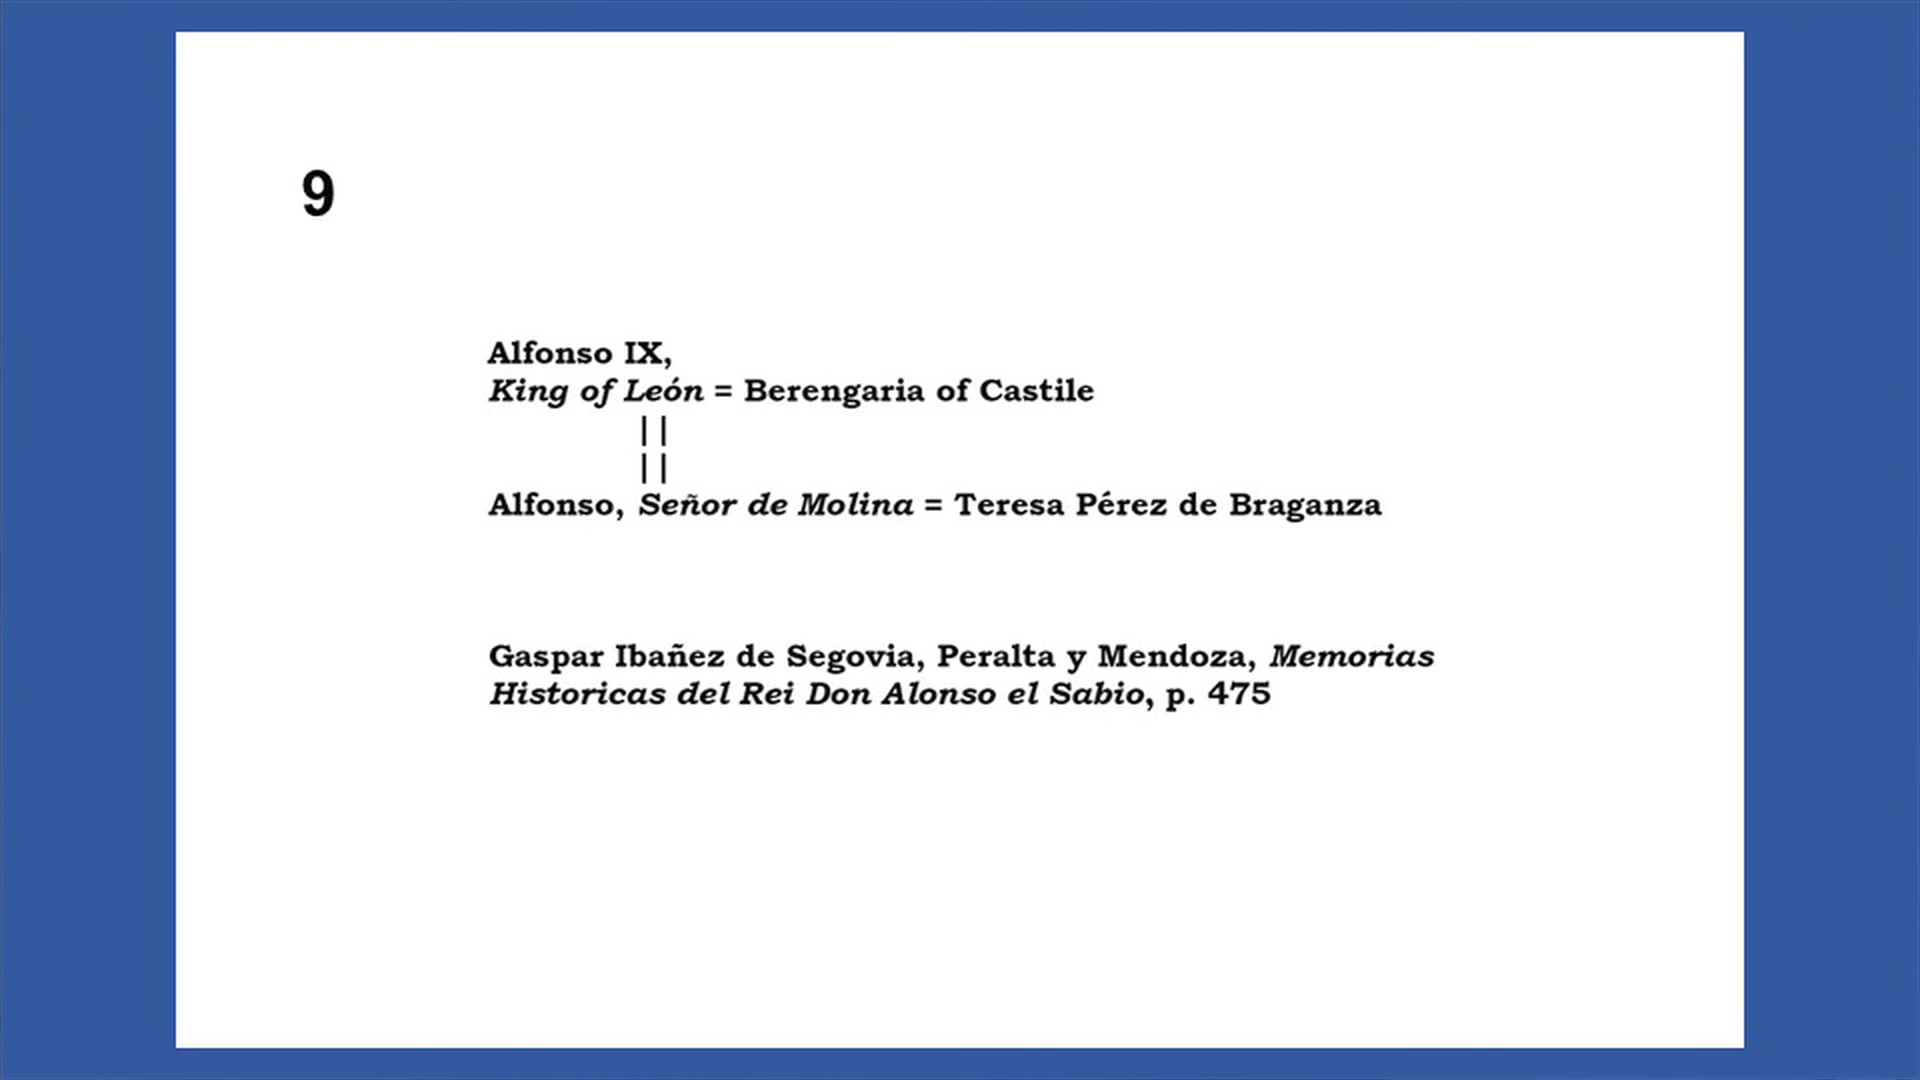 9
Alfonso IX,
King of León = Berengaria of Castile
||
||
Alfonso, Señor de Molina = Teresa Pérez de Braganza
Gaspar Ibañez de Segovia, Peralta y Mendoza, Memorias
Historicas del Rei Don Alonso el Sabio, p. 475